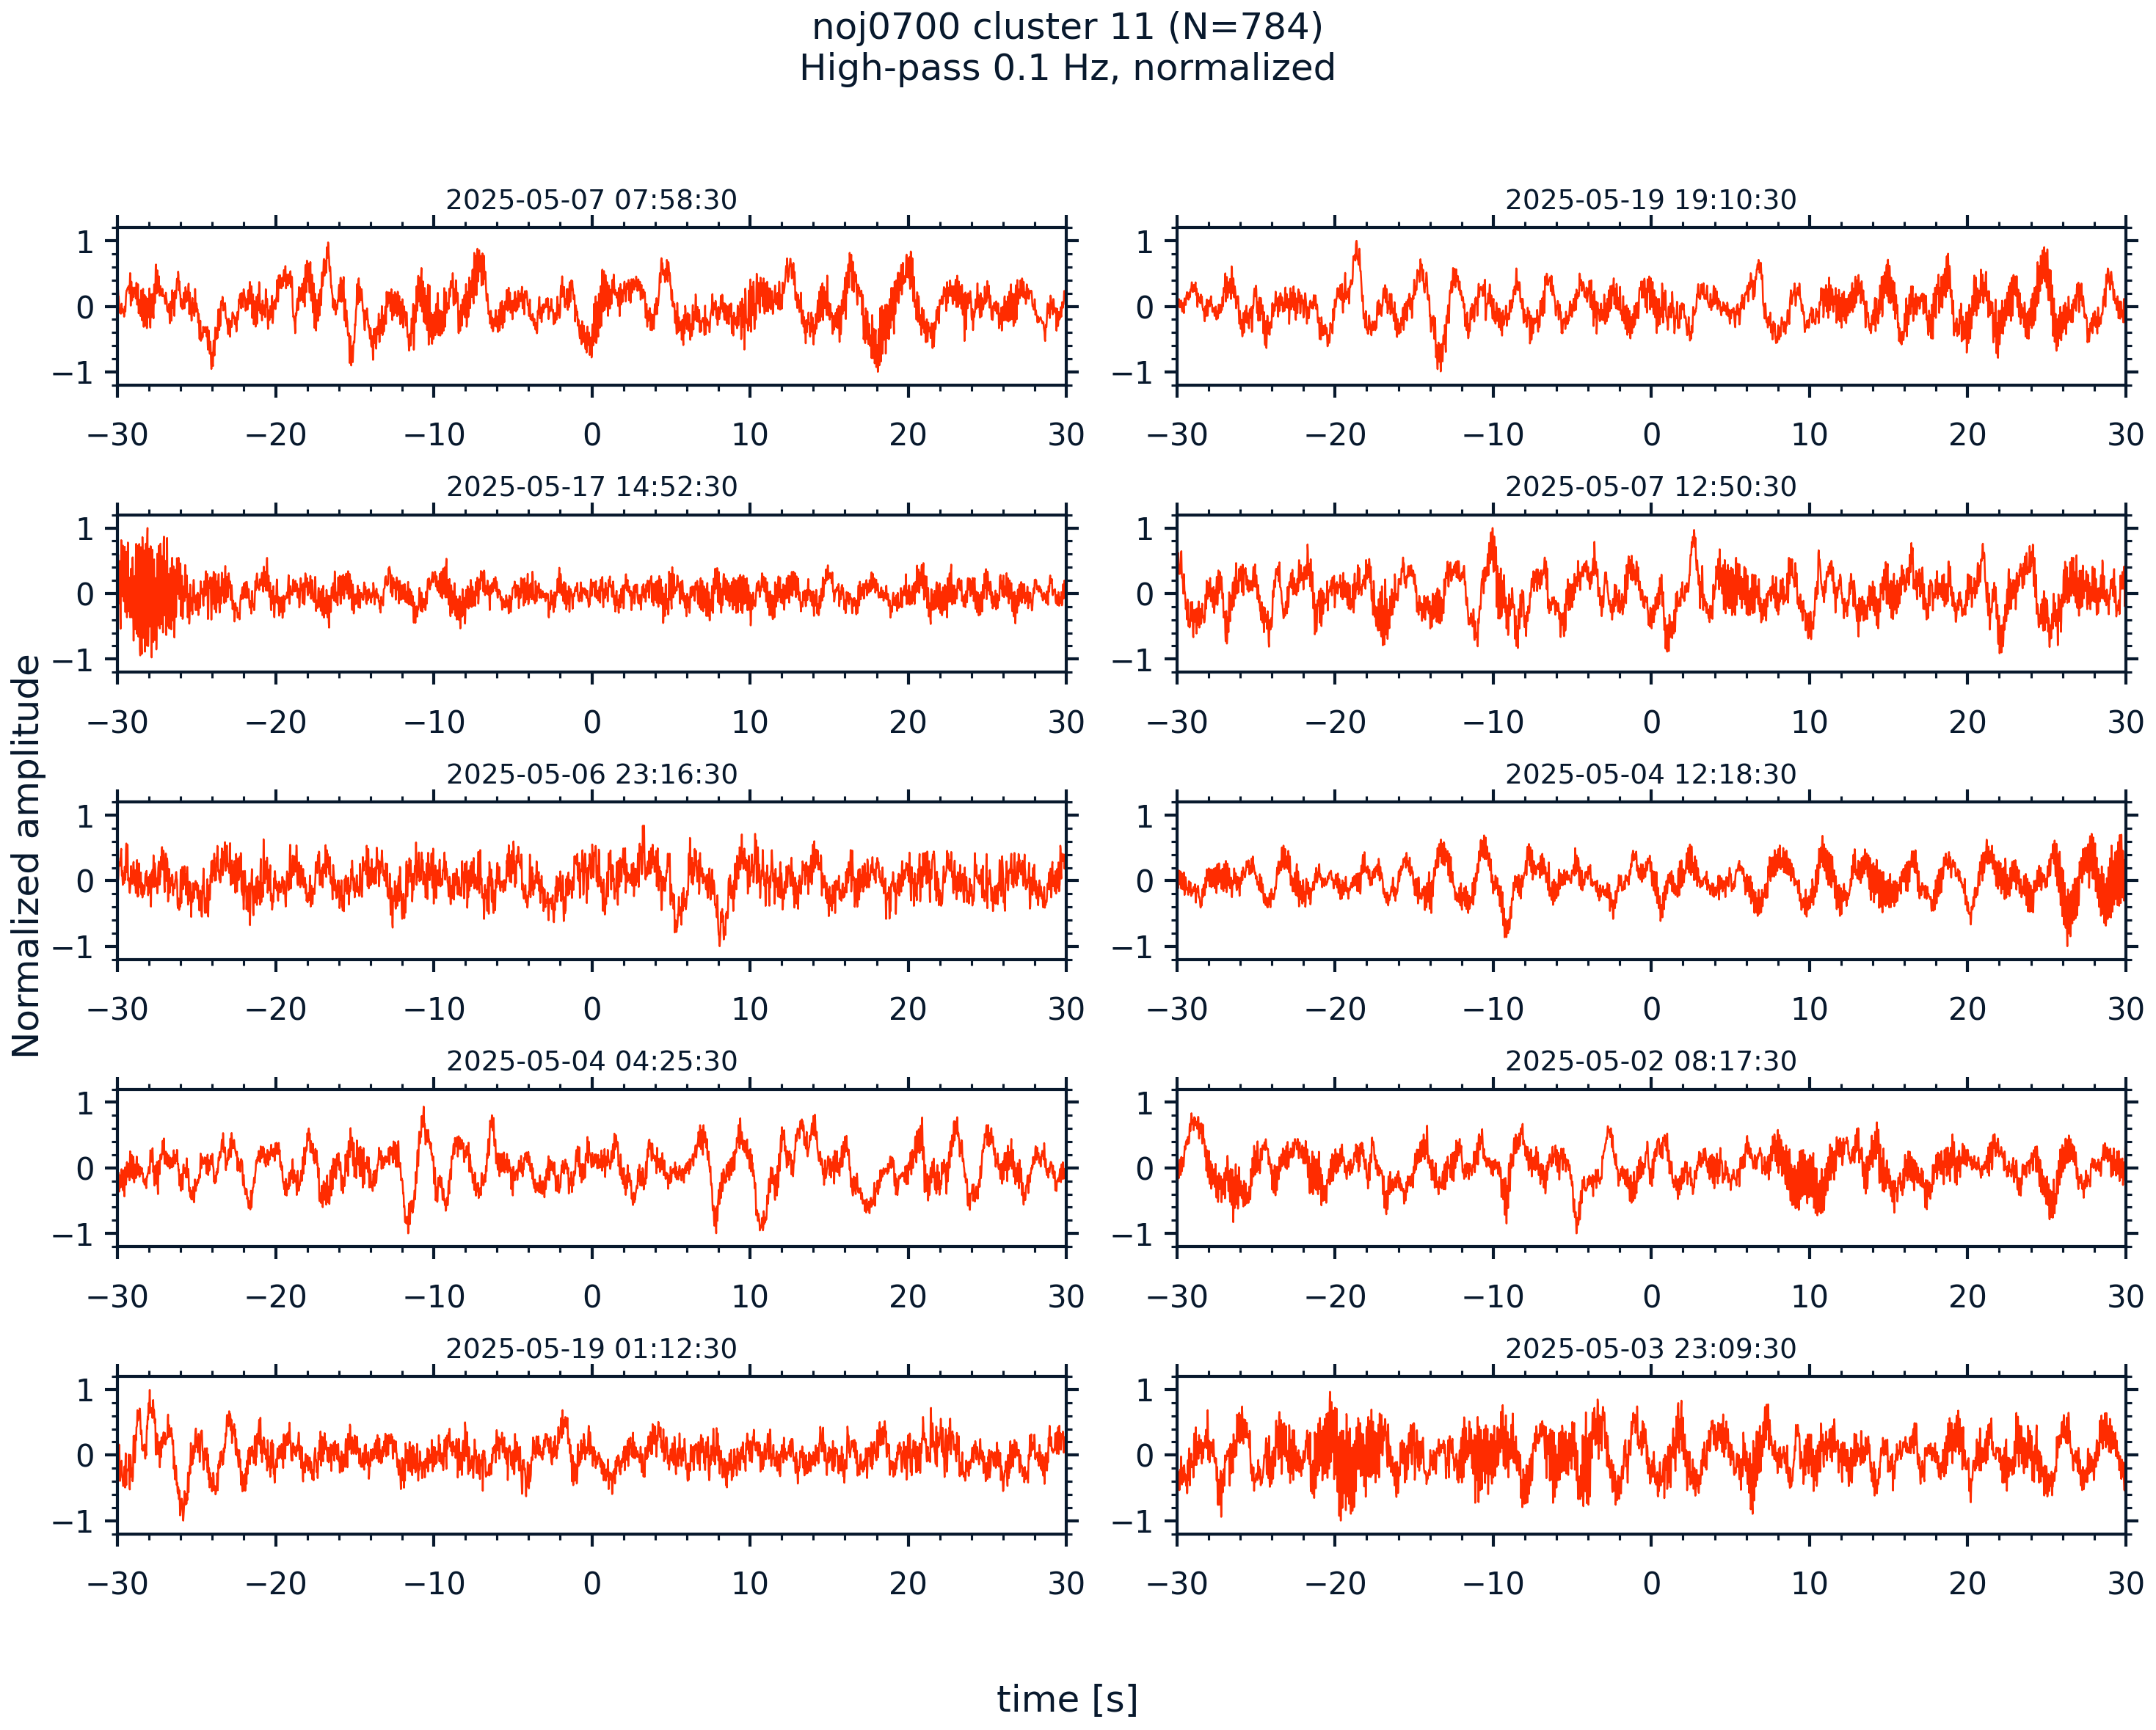 noj0700 cluster 11 (N=784)
High-pass 0.1 Hz, normalized
Normalized amplitude
2025-05-07 07:58:30
1
0
−1
−30 −20 −10 0 10 20 30
2025-05-19 19:10:30
1
0
−1
−30 −20 −10 0 10 20 30
2025-05-17 14:52:30
1
0
−1
−30 −20 −10 0 10 20 30
2025-05-07 12:50:30
1
0
−1
−30 −20 −10 0 10 20 30
2025-05-06 23:16:30
1
0
−1
−30 −20 −10 0 10 20 30
2025-05-04 12:18:30
1
0
−1
−30 −20 −10 0 10 20 30
2025-05-04 04:25:30
1
0
−1
−30 −20 −10 0 10 20 30
2025-05-02 08:17:30
1
0
−1
−30 −20 −10 0 10 20 30
2025-05-19 01:12:30
1
0
−1
−30 −20 −10 0 10 20 30
2025-05-03 23:09:30
1
0
−1
−30 −20 −10 0 10 20 30
time [s]